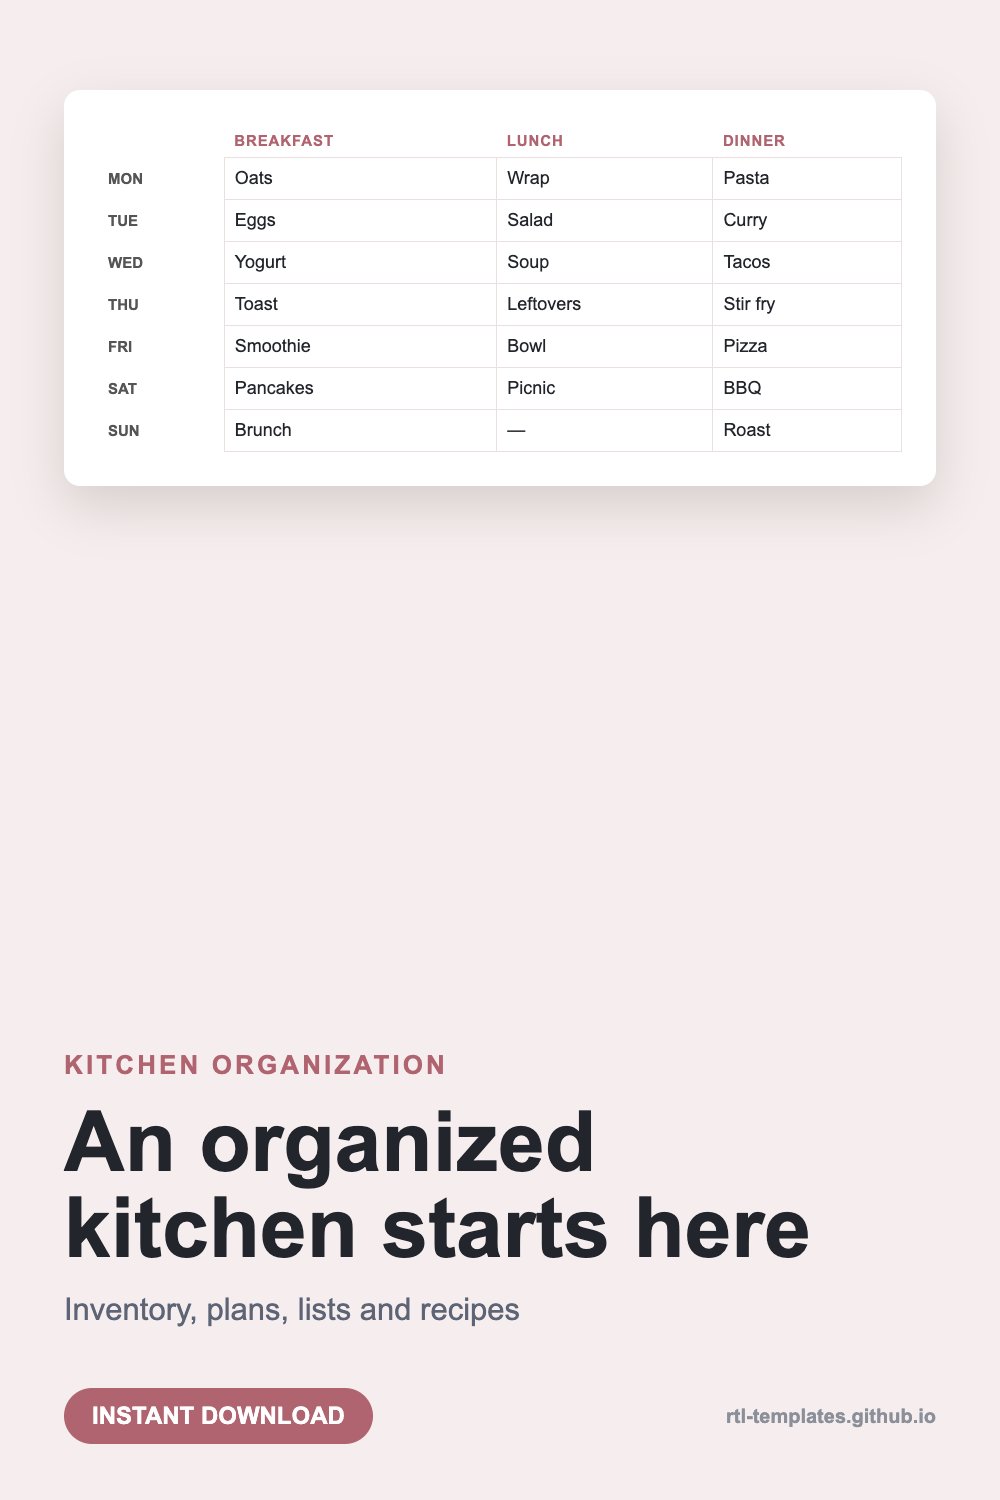 BREAKFAST LUNCH DINNER
MON Oats Wrap Pasta
TUE Eggs Salad Curry
WED Yogurt Soup Tacos
THU Toast Leftovers Stir fry
FRI Smoothie Bowl Pizza
SAT Pancakes Picnic BBQ
SUN Brunch — Roast
KITCHEN ORGANIZATION
An organized
kitchen starts here
Inventory, plans, lists and recipes
INSTANT DOWNLOAD rtl-templates.github.io